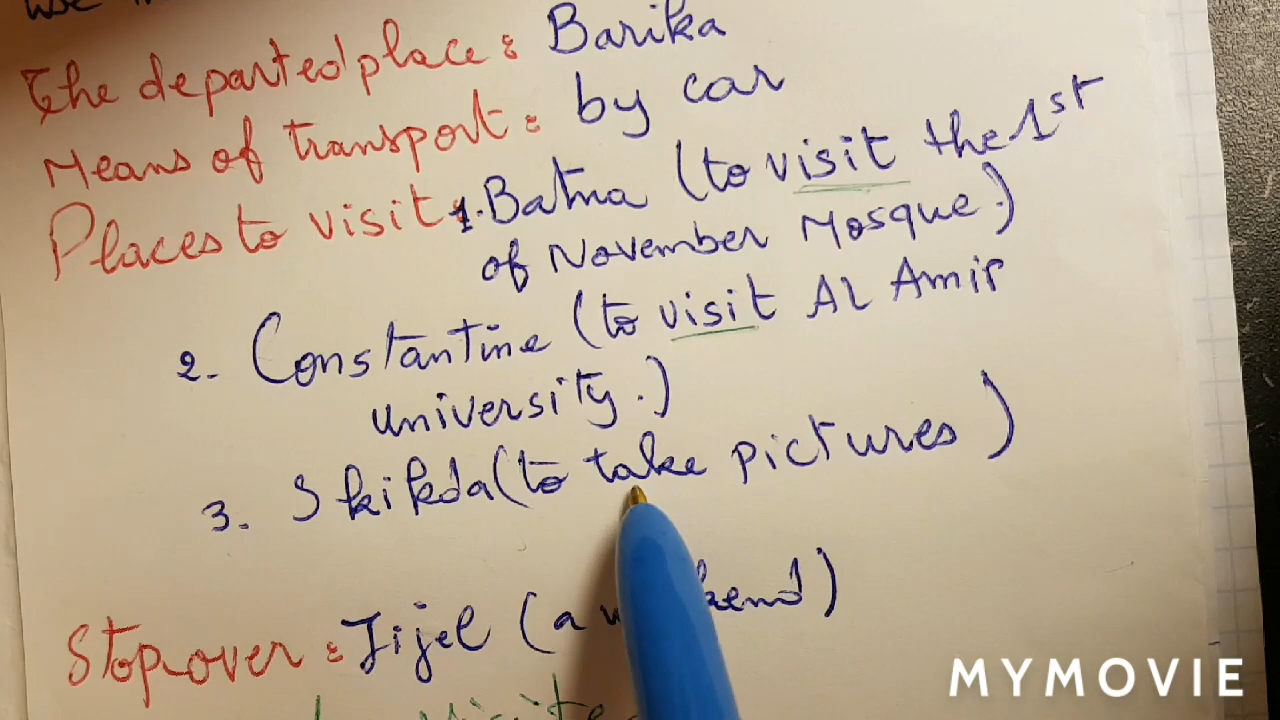 The departed place : Barika
Means of transport : by car
Places to visit : 1. Batna (to visit the 1st
of November Mosque.)
2. Constantine (to visit Al Amir
university.)
3. Skikda (to take pictures)
Stopover : Jijel (a
MYMOVIE